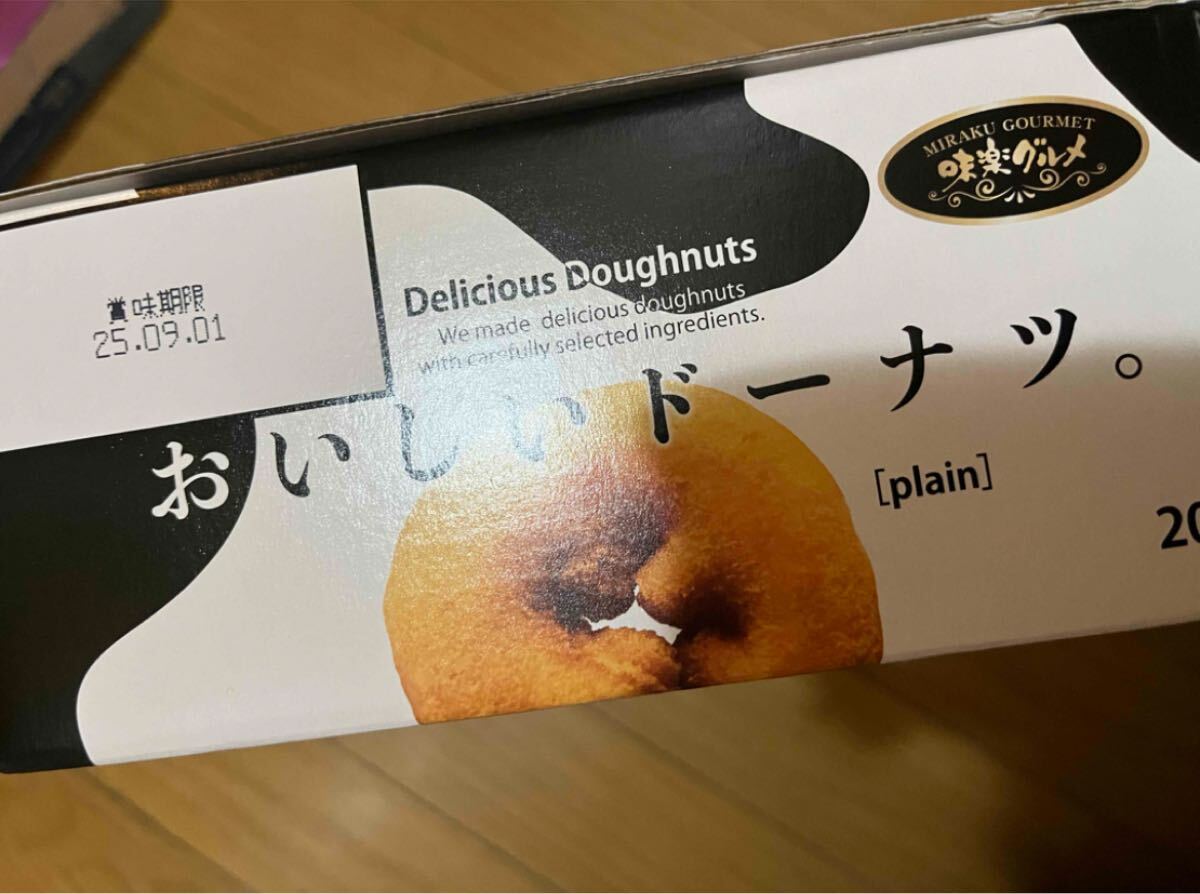 MIRAKU GOURMET
味楽グルメ
賞味期限
25.09.01
Delicious Doughnuts
We made delicious doughnuts
with carefully selected ingredients.
おいしいドーナツ。
[plain]
20